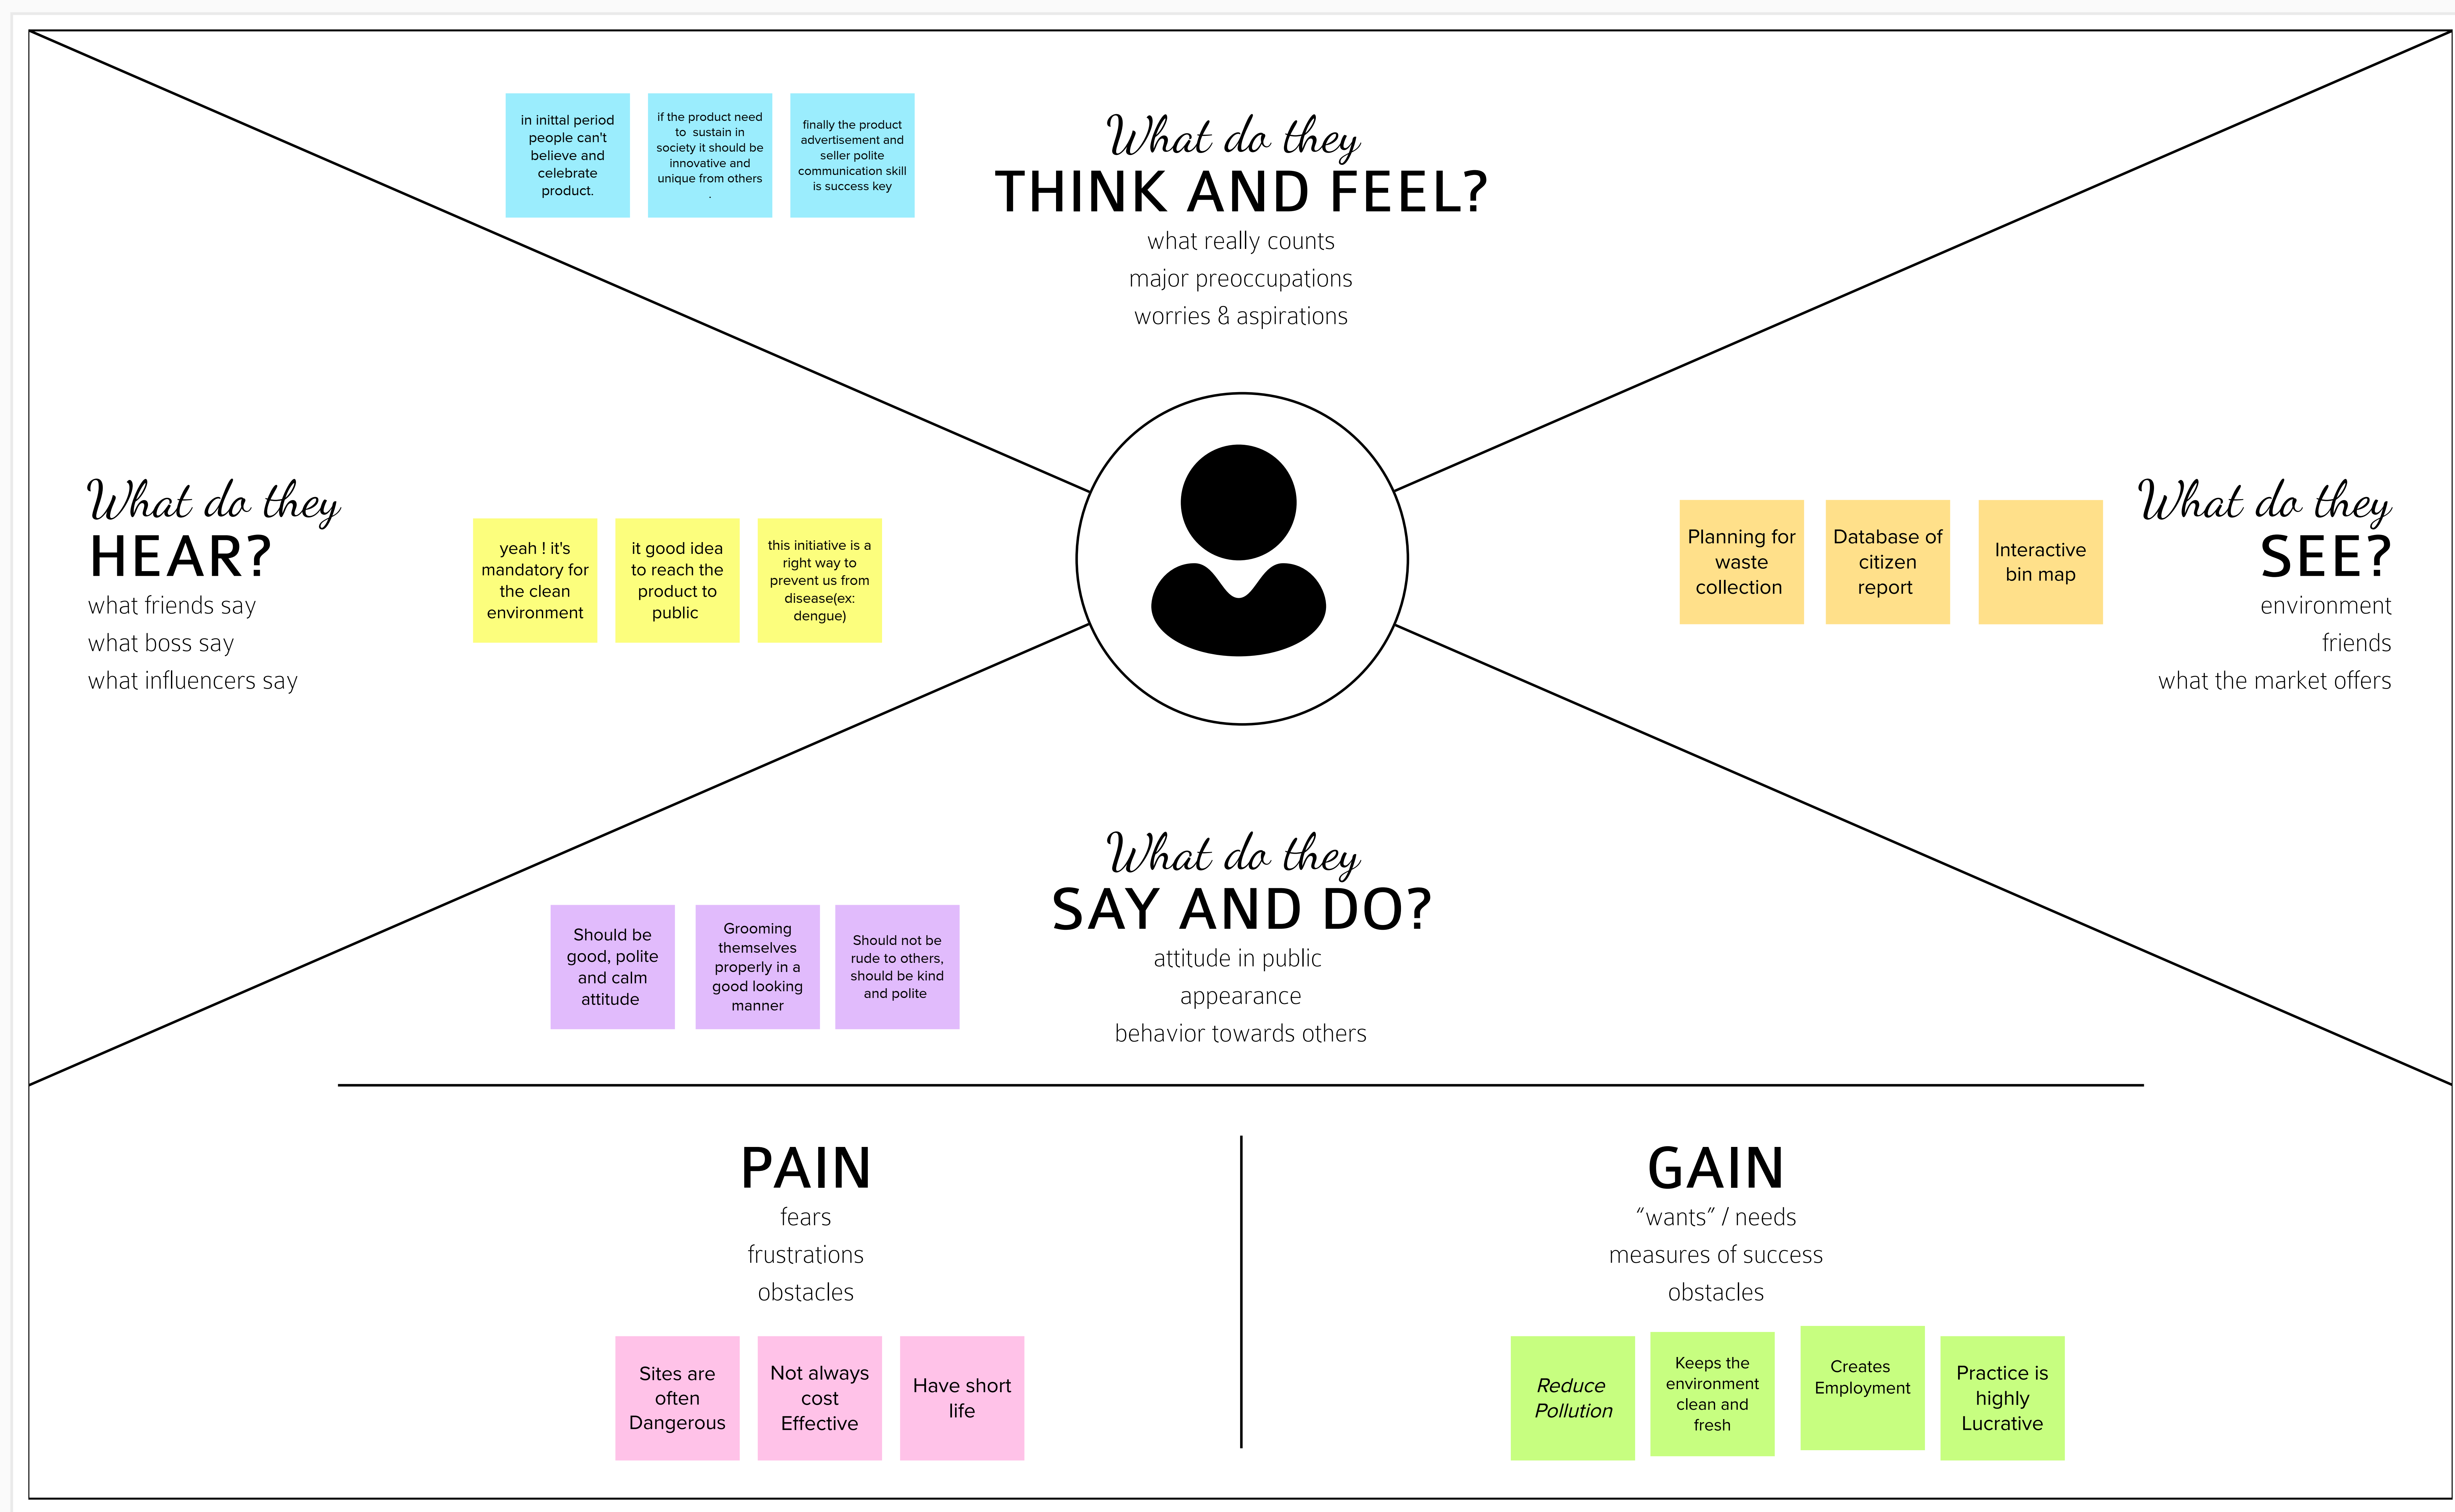 in inittal period
people can't
believe and
celebrate
product.
if the product need
to sustain in
society it should be
innovative and
unique from others
.
finally the product
advertisement and
seller polite
communication skill
is success key
What do they
THINK AND FEEL?
what really counts
major preoccupations
worries & aspirations
What do they
HEAR?
what friends say
what boss say
what influencers say
yeah ! it's
mandatory for
the clean
environment
it good idea
to reach the
product to
public
this initiative is a
right way to
prevent us from
disease(ex:
dengue)
Planning for
waste
collection
Database of
citizen
report
Interactive
bin map
What do they
SEE?
environment
friends
what the market offers
What do they
SAY AND DO?
attitude in public
appearance
behavior towards others
Should be
good, polite
and calm
attitude
Grooming
themselves
properly in a
good looking
manner
Should not be
rude to others,
should be kind
and polite
PAIN
fears
frustrations
obstacles
Sites are
often
Dangerous
Not always
cost
Effective
Have short
life
GAIN
“wants” / needs
measures of success
obstacles
Reduce
Pollution
Keeps the
environment
clean and
fresh
Creates
Employment
Practice is
highly
Lucrative